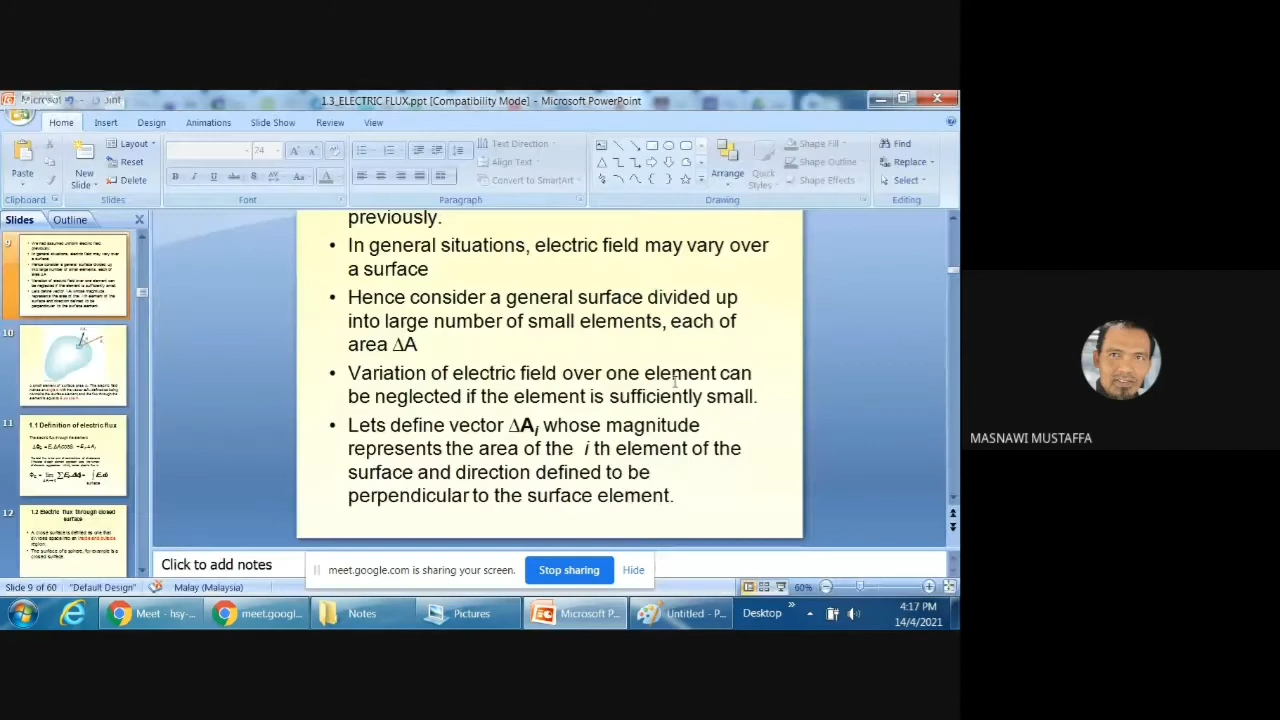 1.3_ELECTRIC FLUX.ppt [Compatibility Mode] - Microsoft PowerPoint
Home Insert Design Animations Slide Show Review View
Paste
New Slide
Layout
Reset
Delete
24
Text Direction
Align Text
Convert to SmartArt
Arrange
Quick Styles
Shape Fill
Shape Outline
Shape Effects
Find
Replace
Select
Clipboard Slides Font Paragraph Drawing Editing
Slides Outline
9
10
11
1.1 Definition of electric flux
12
1.2 Electric flux through closed surface
previously.
• In general situations, electric field may vary over
a surface
• Hence consider a general surface divided up
into large number of small elements, each of
area ΔA
• Variation of electric field over one element can
be neglected if the element is sufficiently small.
• Lets define vector ΔAi whose magnitude
represents the area of the i th element of the
surface and direction defined to be
perpendicular to the surface element.
MASNAWI MUSTAFFA
Click to add notes
meet.google.com is sharing your screen. Stop sharing Hide
Slide 9 of 60 "Default Design" Malay (Malaysia) 60%
Meet - hsy-... meet.googl... Notes Pictures Microsoft P... Untitled - P... Desktop
4:17 PM
14/4/2021